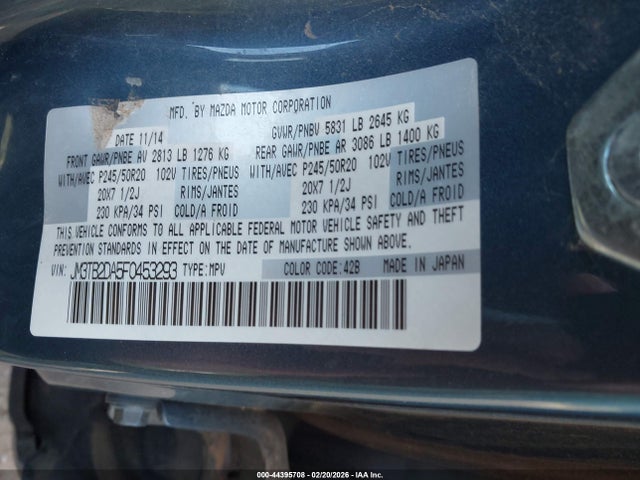 MFD. BY MAZDA MOTOR CORPORATION
DATE 11/14 GVWR/PNBV 5831 LB 2645 KG
FRONT GAWR/PNBE AV 2813 LB 1276 KG REAR GAWR/PNBE AR 3086 LB 1400 KG
WITH/AVEC P245/50R20 102V TIRES/PNEUS WITH/AVEC P245/50R20 102V TIRES/PNEUS
20X7 1/2J RIMS/JANTES 20X7 1/2J RIMS/JANTES
230 KPA/34 PSI COLD/A FROID 230 KPA/34 PSI COLD/A FROID
THIS VEHICLE CONFORMS TO ALL APPLICABLE FEDERAL MOTOR VEHICLE SAFETY AND THEFT
PREVENTION STANDARDS IN EFFECT ON THE DATE OF MANUFACTURE SHOWN ABOVE.
VIN: JM3TB2DA5F0453293 TYPE:MPV COLOR CODE:42B MADE IN JAPAN
000-44395708 - 02/20/2026 - IAA Inc.